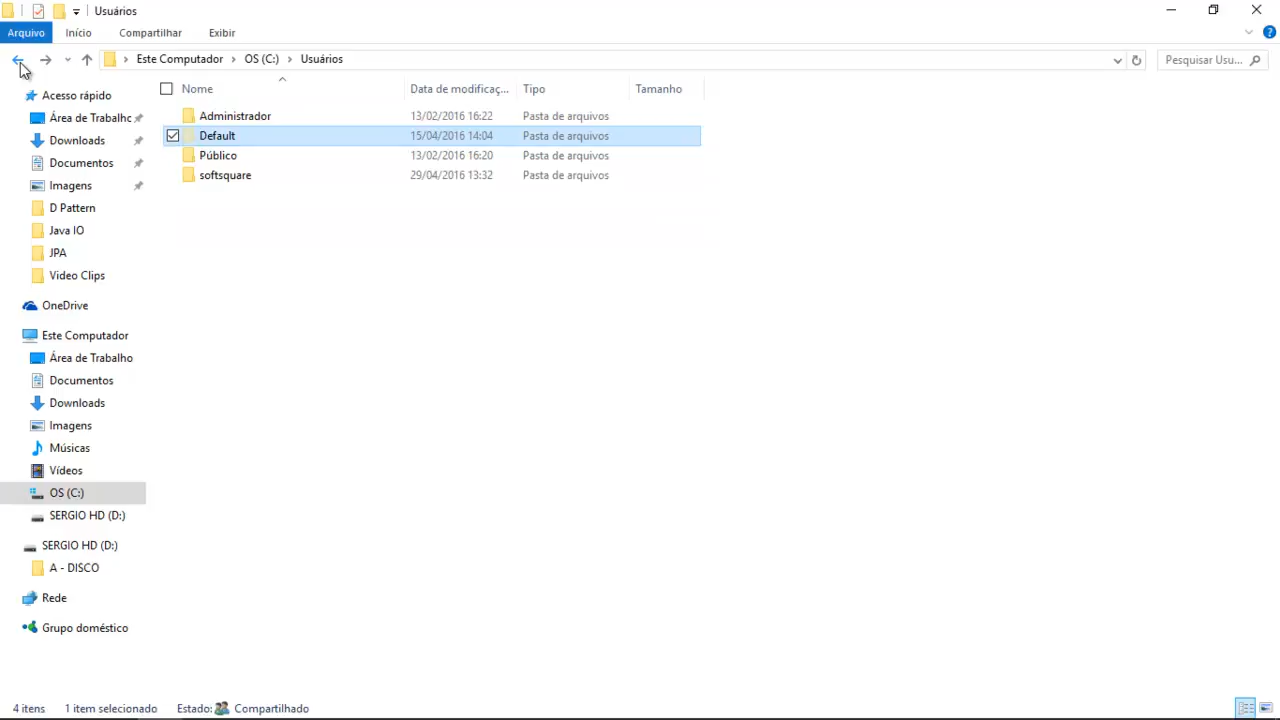 Usuários
Arquivo Início Compartilhar Exibir
Este Computador OS (C:) Usuários Pesquisar Usu...
Nome Data de modificaç... Tipo Tamanho
Administrador 13/02/2016 16:22 Pasta de arquivos
Default 15/04/2016 14:04 Pasta de arquivos
Público 13/02/2016 16:20 Pasta de arquivos
softsquare 29/04/2016 13:32 Pasta de arquivos
Acesso rápido
Área de Trabalhc
Downloads
Documentos
Imagens
D Pattern
Java IO
JPA
Video Clips
OneDrive
Este Computador
Área de Trabalho
Documentos
Downloads
Imagens
Músicas
Vídeos
OS (C:)
SERGIO HD (D:)
SERGIO HD (D:)
A - DISCO
Rede
Grupo doméstico
4 itens 1 item selecionado Estado: Compartilhado